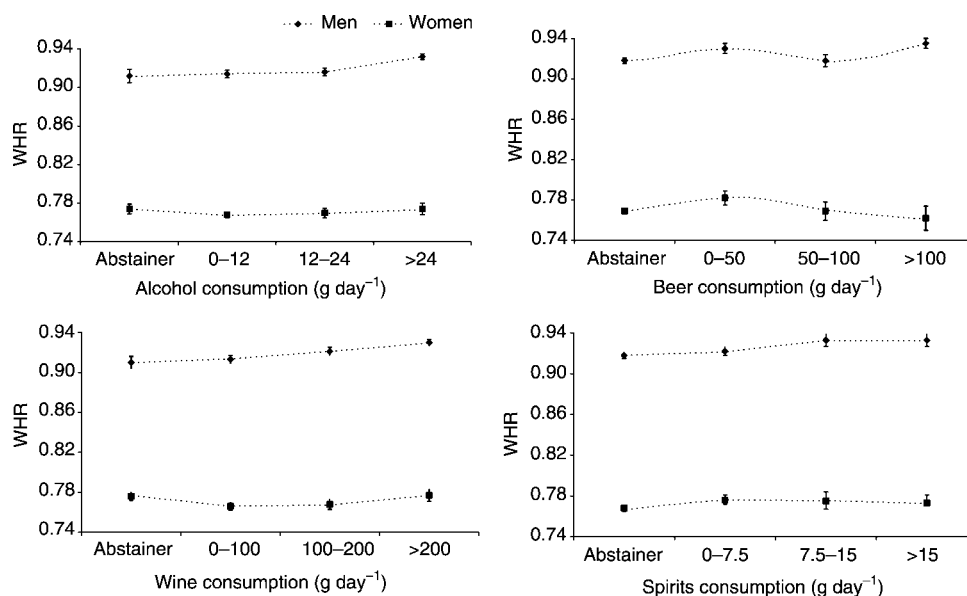 Men Women
0.94
0.90
0.86
0.82
0.78
0.74
WHR
Abstainer 0–12 12–24 >24
Alcohol consumption (g day⁻¹)
0.94
0.90
0.86
0.82
0.78
0.74
WHR
Abstainer 0–50 50–100 >100
Beer consumption (g day⁻¹)
0.94
0.90
0.86
0.82
0.78
0.74
WHR
Abstainer 0–100 100–200 >200
Wine consumption (g day⁻¹)
0.94
0.90
0.86
0.82
0.78
0.74
WHR
Abstainer 0–7.5 7.5–15 >15
Spirits consumption (g day⁻¹)